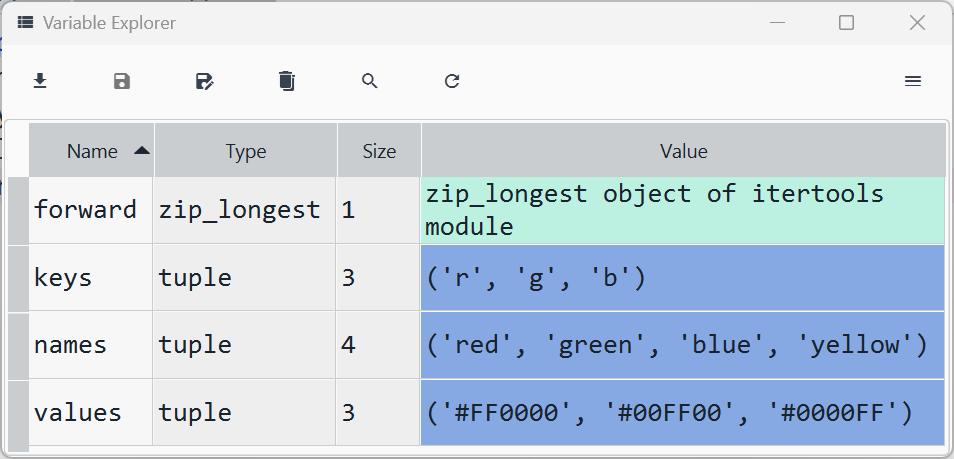 Variable Explorer
Name Type Size Value
forward zip_longest 1 zip_longest object of itertools
module
keys tuple 3 ('r', 'g', 'b')
names tuple 4 ('red', 'green', 'blue', 'yellow')
values tuple 3 ('#FF0000', '#00FF00', '#0000FF')